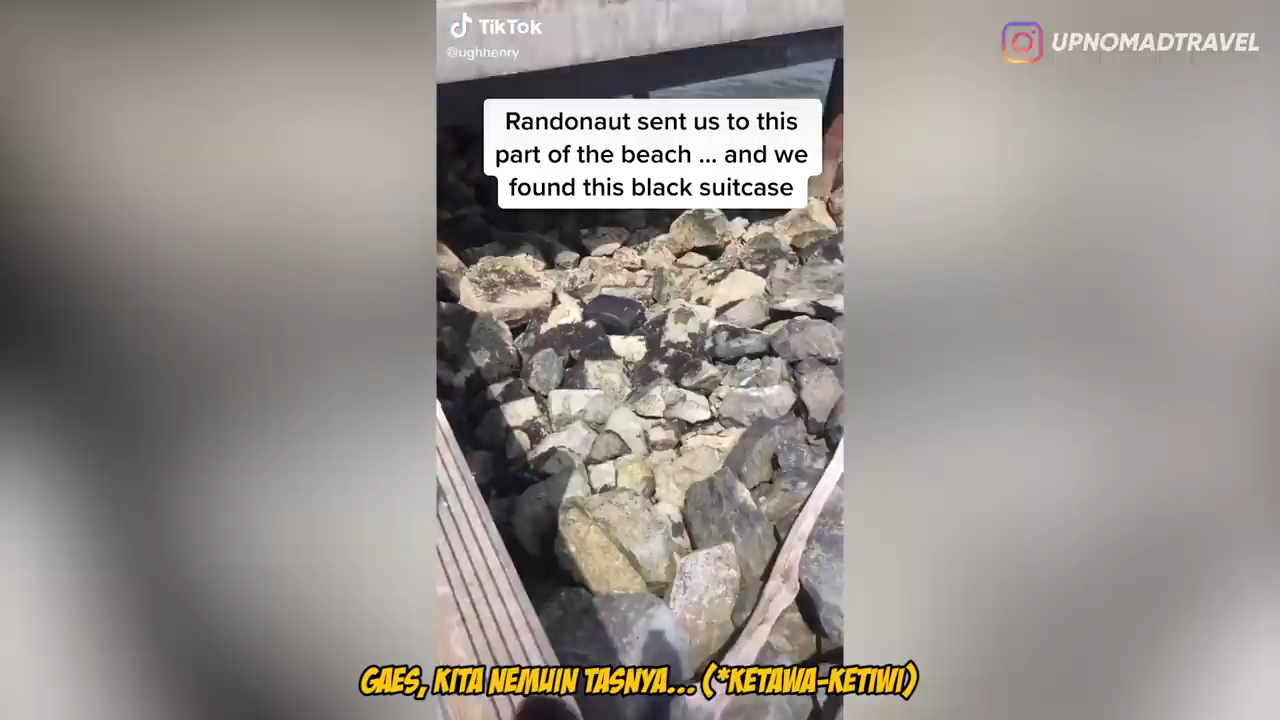 TikTok
@ughhenry
UPNOMADTRAVEL
Randonaut sent us to this
part of the beach ... and we
found this black suitcase
GAES, KITA NEMUIN TASNYA... (*KETAWA-KETIWI)